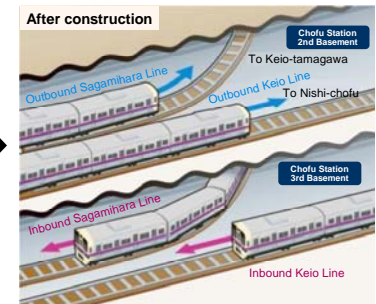 After construction
Chofu Station
2nd Basement
To Keio-tamagawa
Outbound Sagamihara Line
Outbound Keio Line
To Nishi-chofu
Chofu Station
3rd Basement
Inbound Sagamihara Line
Inbound Keio Line